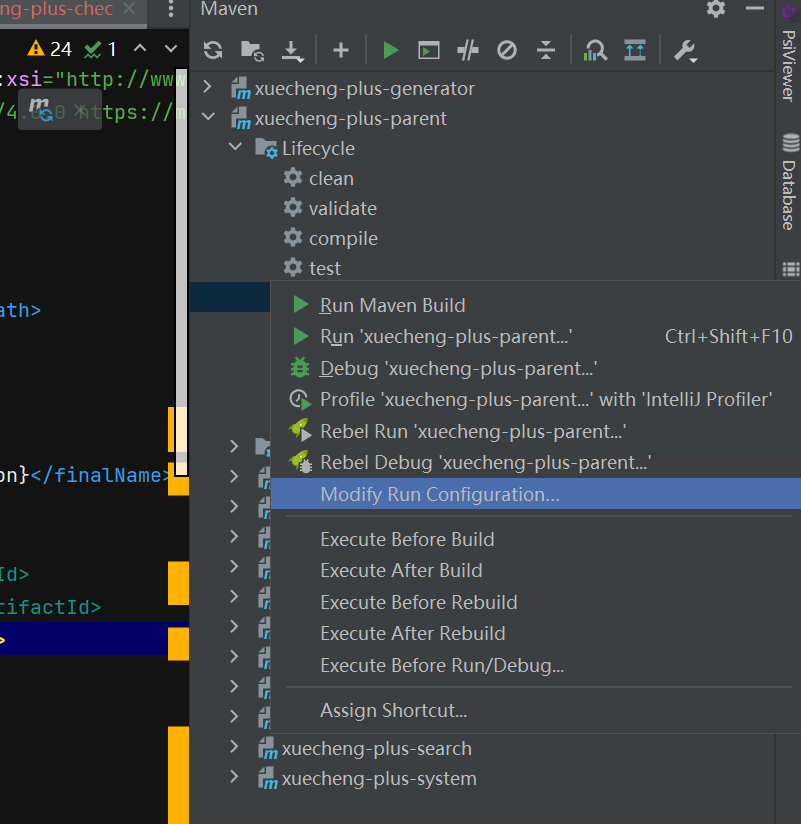 ng-plus-chec
Maven
24 1
:xsi="http://www
/4.0.0 https://m
xuecheng-plus-generator
xuecheng-plus-parent
Lifecycle
clean
validate
compile
test
ath>
Run Maven Build
Run 'xuecheng-plus-parent...' Ctrl+Shift+F10
Debug 'xuecheng-plus-parent...'
Profile 'xuecheng-plus-parent...' with 'IntelliJ Profiler'
Rebel Run 'xuecheng-plus-parent...'
Rebel Debug 'xuecheng-plus-parent...'
on}</finalName>
Modify Run Configuration...
Execute Before Build
Execute After Build
Id>
Execute Before Rebuild
tifactId>
Execute After Rebuild
>
Execute Before Run/Debug...
Assign Shortcut...
xuecheng-plus-search
xuecheng-plus-system
PsiViewer
Database